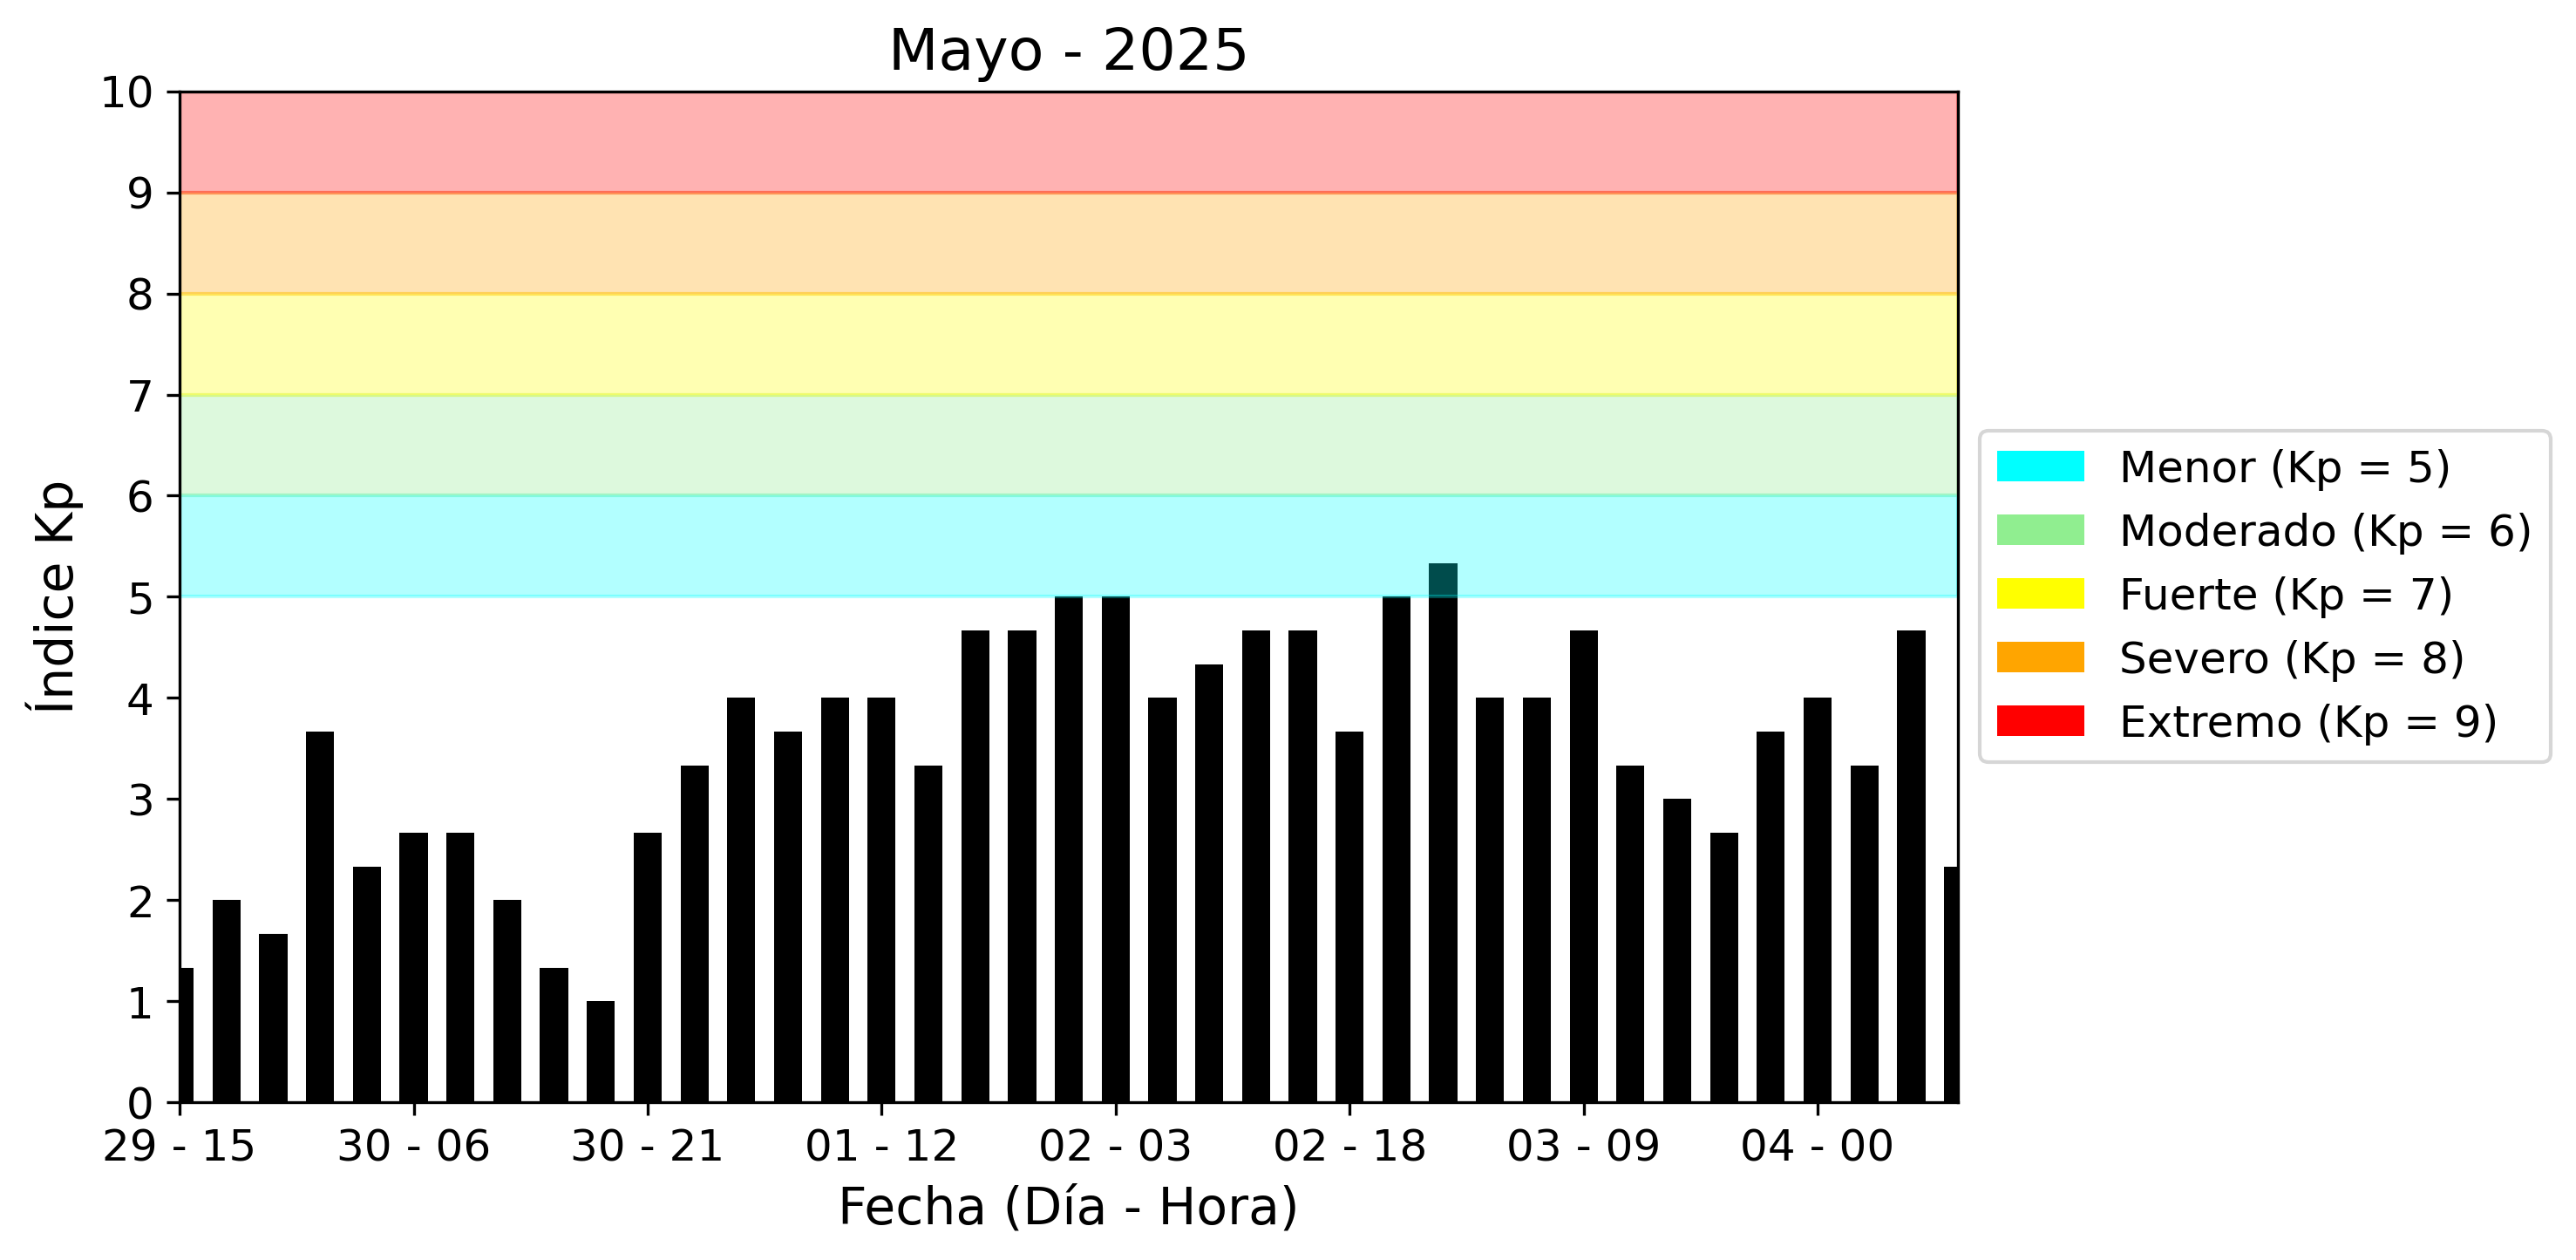 Mayo - 2025
Índice Kp
10
9
8
7
6
5
4
3
2
1
0
29 - 15
30 - 06
30 - 21
01 - 12
02 - 03
02 - 18
03 - 09
04 - 00
Fecha (Día - Hora)
Menor (Kp = 5)
Moderado (Kp = 6)
Fuerte (Kp = 7)
Severo (Kp = 8)
Extremo (Kp = 9)